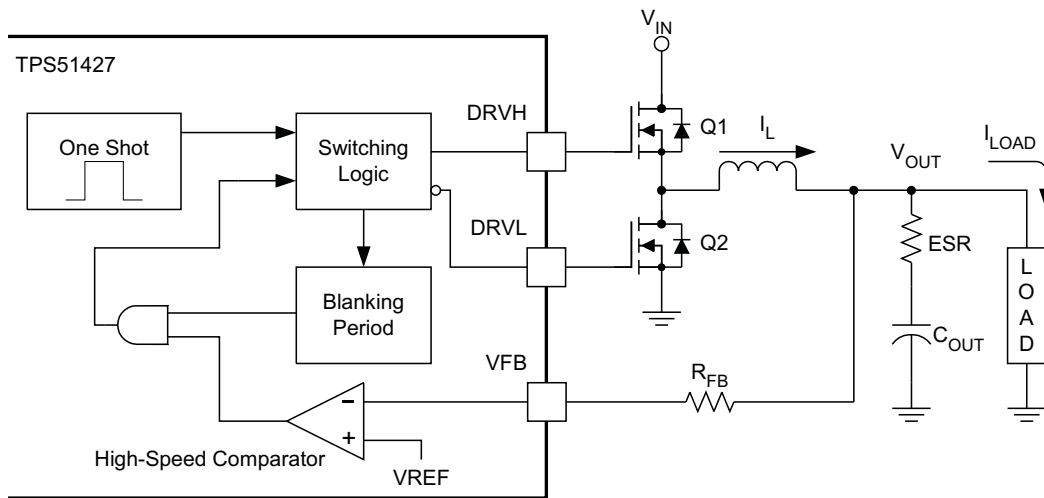 V_IN
TPS51427
DRVH
One Shot
Switching
Logic
Q1
I_L
V_OUT
I_LOAD
DRVL
Q2
ESR
Blanking
Period
L
O
A
D
C_OUT
VFB
R_FB
−
+
High-Speed Comparator
VREF